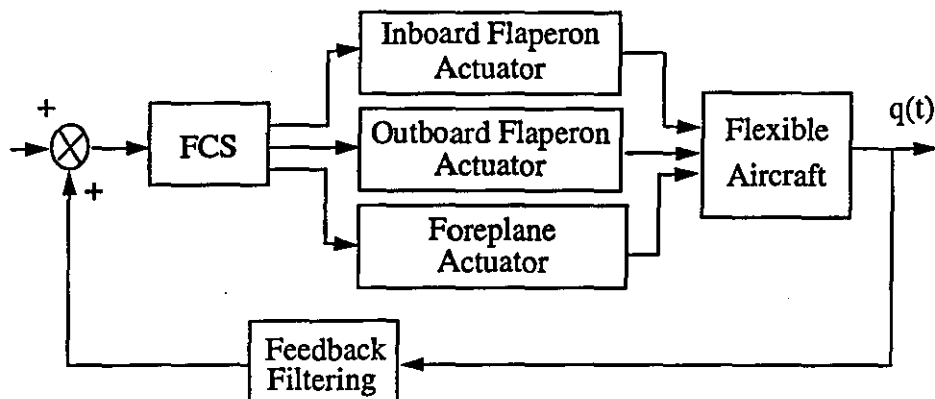 Inboard Flaperon
Actuator
+
FCS
Outboard Flaperon
Actuator
Flexible
Aircraft
q(t)
+
Foreplane
Actuator
Feedback
Filtering